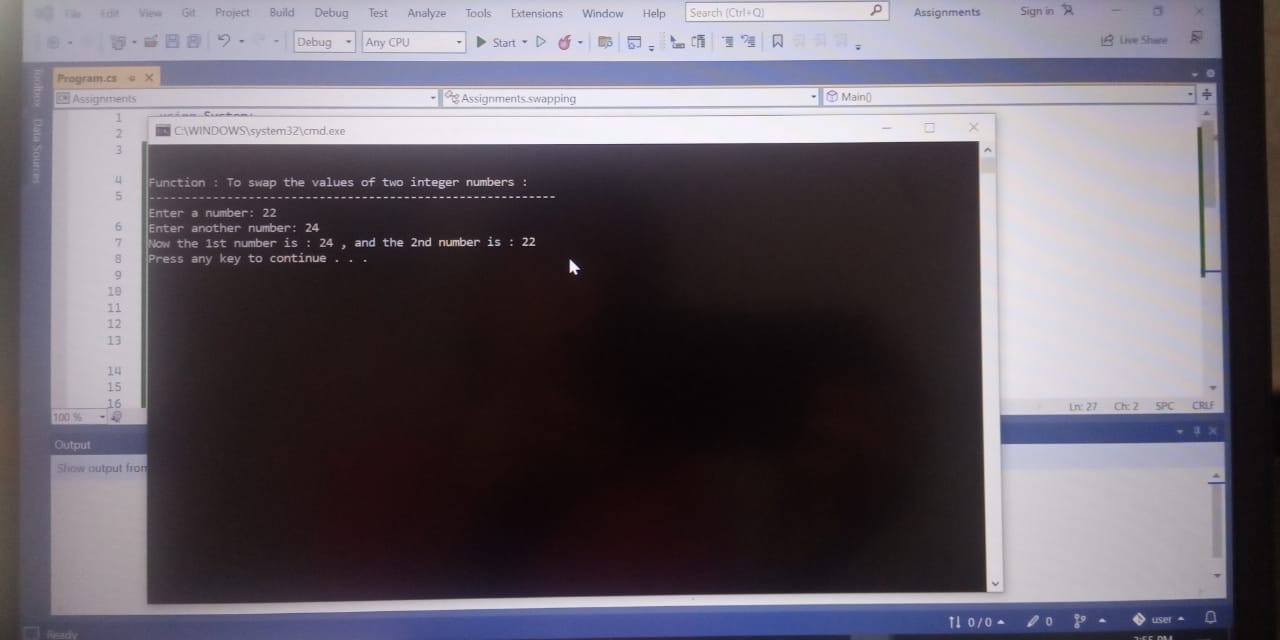 File Edit View Git Project Build Debug Test Analyze Tools Extensions Window Help Search (Ctrl+Q) Assignments Sign in
Debug Any CPU Start Live Share
Program.cs
Assignments Assignments.swapping Main()
Toolbox
Data Sources
1 using System;
2
3
4
5
6
7
8
9
10
11
12
13
14
15
16
C:\WINDOWS\system32\cmd.exe
Function : To swap the values of two integer numbers :
--------------------------------------------------------
Enter a number: 22
Enter another number: 24
Now the 1st number is : 24 , and the 2nd number is : 22
Press any key to continue . . .
100 % Ln: 27 Ch: 2 SPC CRLF
Output
Show output from
Ready 0/0 0 user